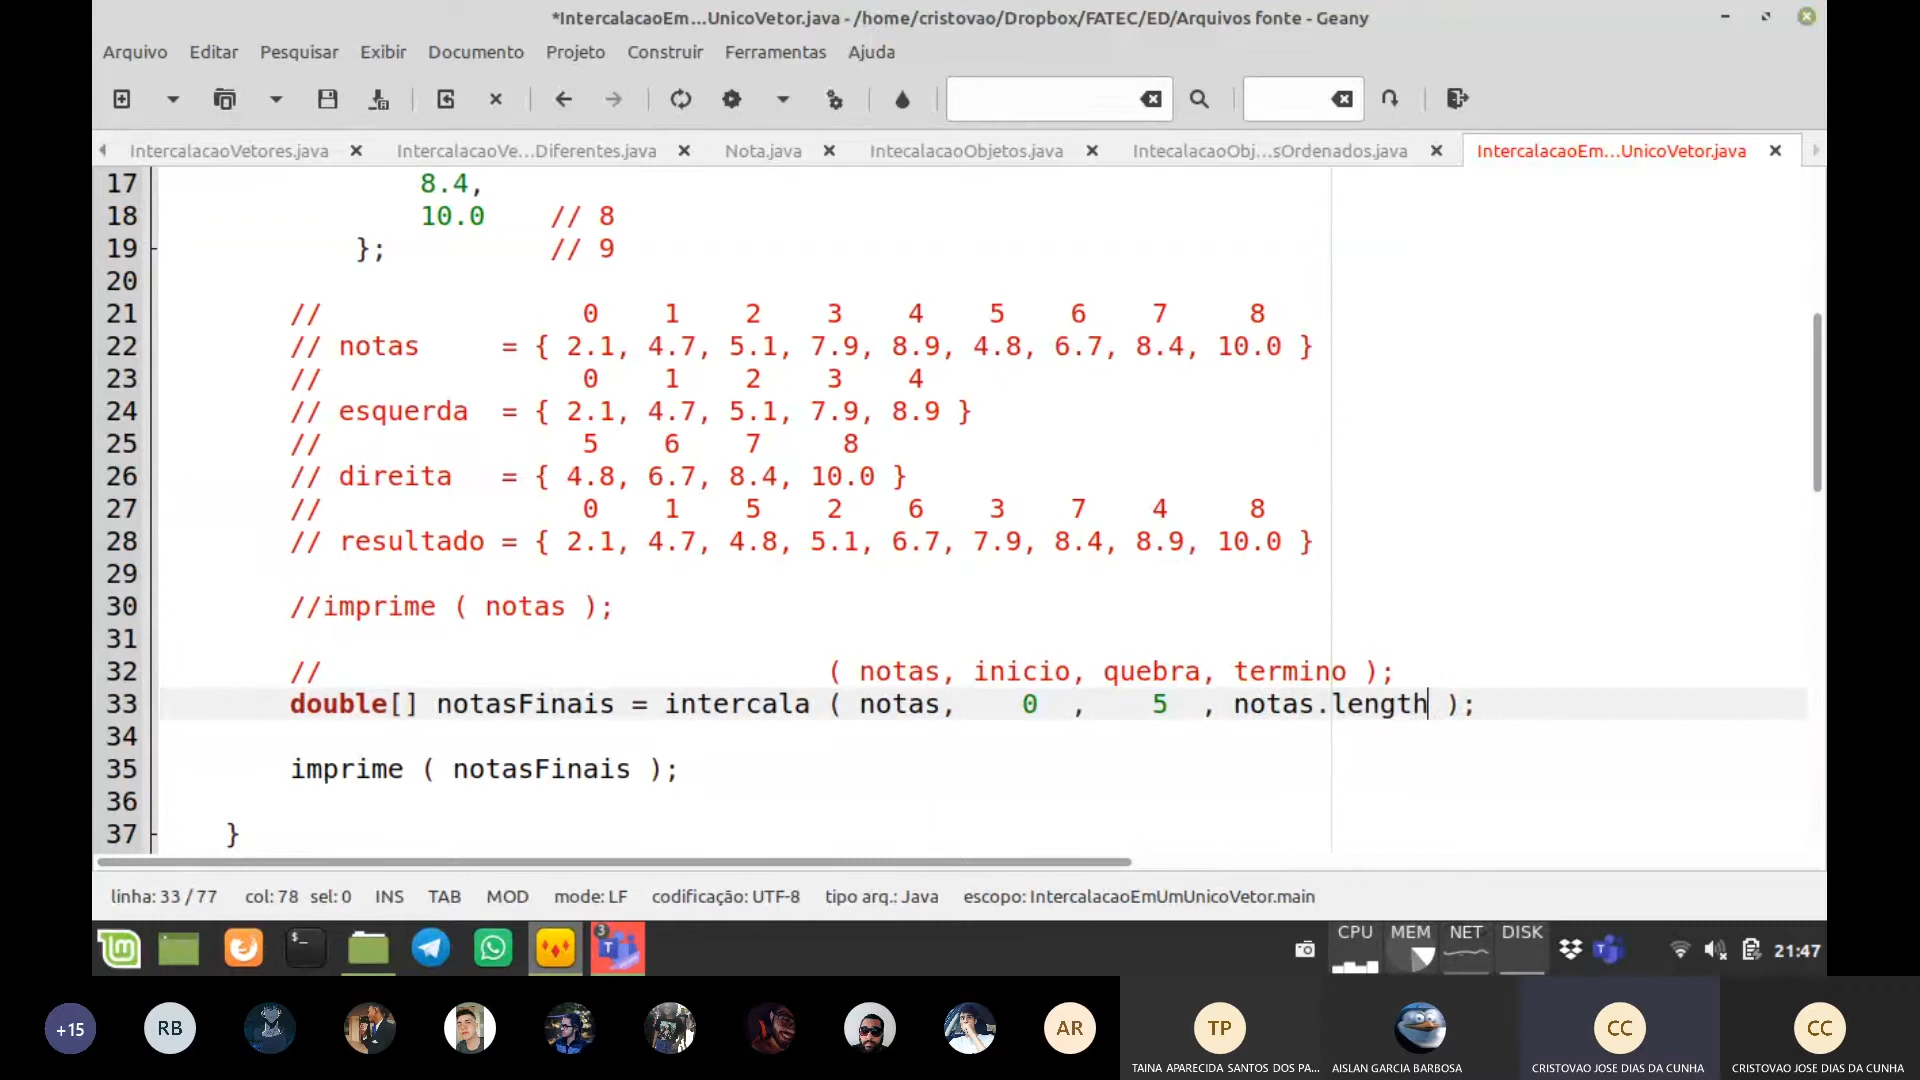 *IntercalacaoEm...UnicoVetor.java - /home/cristovao/Dropbox/FATEC/ED/Arquivos fonte - Geany
Arquivo Editar Pesquisar Exibir Documento Projeto Construir Ferramentas Ajuda
IntercalacaoVetores.java IntercalacaoVe...Diferentes.java Nota.java IntecalacaoObjetos.java IntecalacaoObj...sOrdenados.java IntercalacaoEm...UnicoVetor.java
17 8.4,
18 10.0 // 8
19 }; // 9
20
21 // 0 1 2 3 4 5 6 7 8
22 // notas = { 2.1, 4.7, 5.1, 7.9, 8.9, 4.8, 6.7, 8.4, 10.0 }
23 // 0 1 2 3 4
24 // esquerda = { 2.1, 4.7, 5.1, 7.9, 8.9 }
25 // 5 6 7 8
26 // direita = { 4.8, 6.7, 8.4, 10.0 }
27 // 0 1 5 2 6 3 7 4 8
28 // resultado = { 2.1, 4.7, 4.8, 5.1, 6.7, 7.9, 8.4, 8.9, 10.0 }
29
30 //imprime ( notas );
31
32 // ( notas, inicio, quebra, termino );
33 double[] notasFinais = intercala ( notas, 0 , 5 , notas.length );
34
35 imprime ( notasFinais );
36
37 }
linha: 33 / 77 col: 78 sel: 0 INS TAB MOD mode: LF codificação: UTF-8 tipo arq.: Java escopo: IntercalacaoEmUmUnicoVetor.main
3 CPU MEM NET DISK 21:47
+15 RB AR TP CC CC
TAINA APARECIDA SANTOS DOS PA... AISLAN GARCIA BARBOSA CRISTOVAO JOSE DIAS DA CUNHA CRISTOVAO JOSE DIAS DA CUNHA